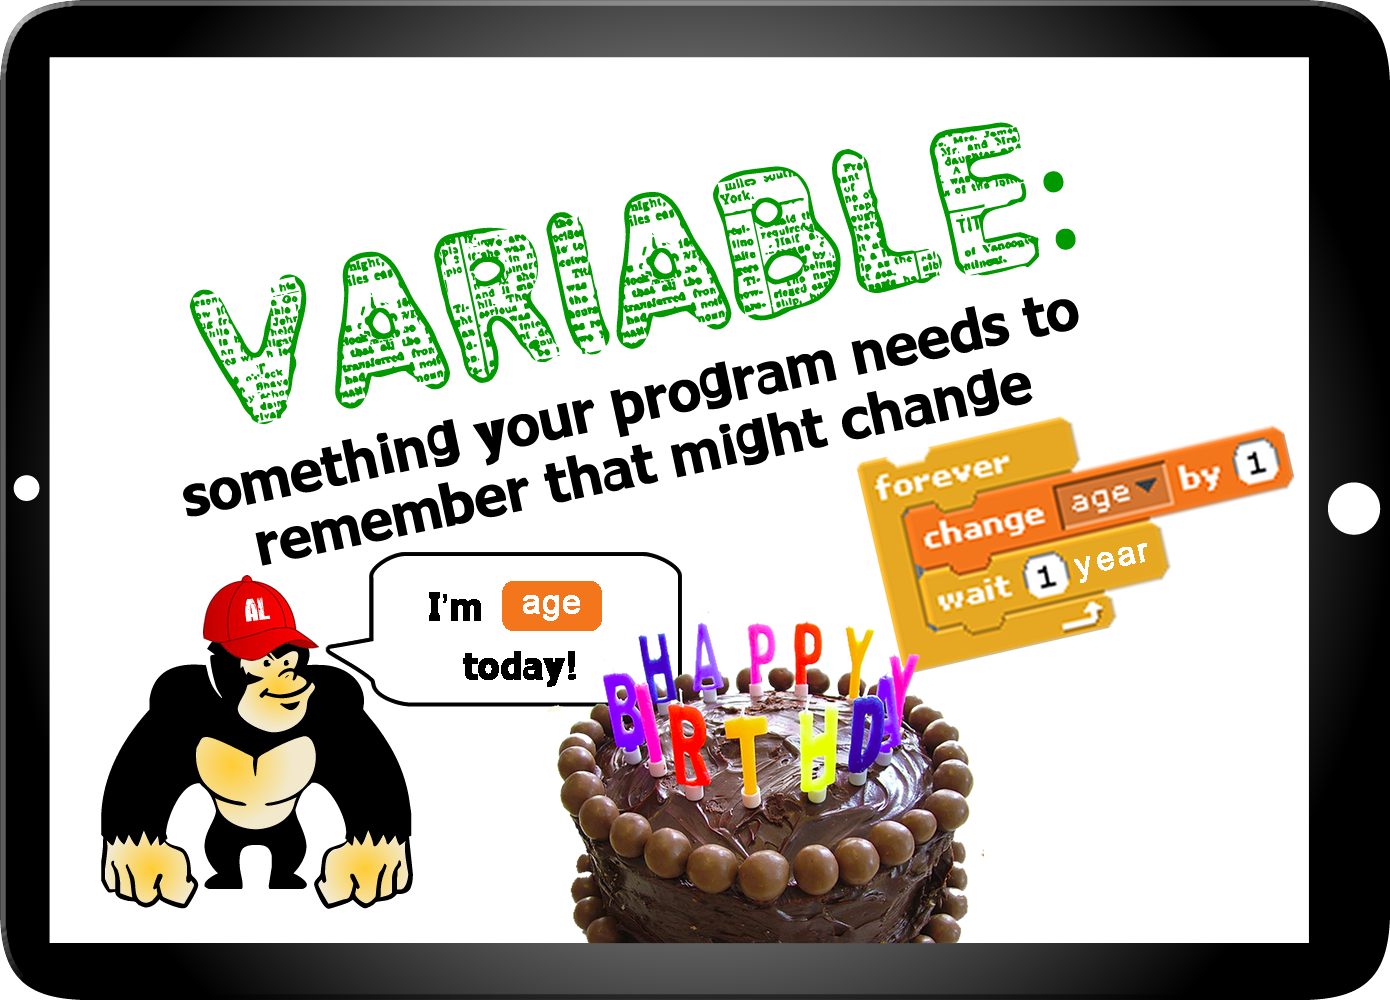 VARIABLE:
something your program needs to
remember that might change
forever
change age by 1
wait 1 year
I'm age
today!
AL
HAPPY
BIRTHDAY